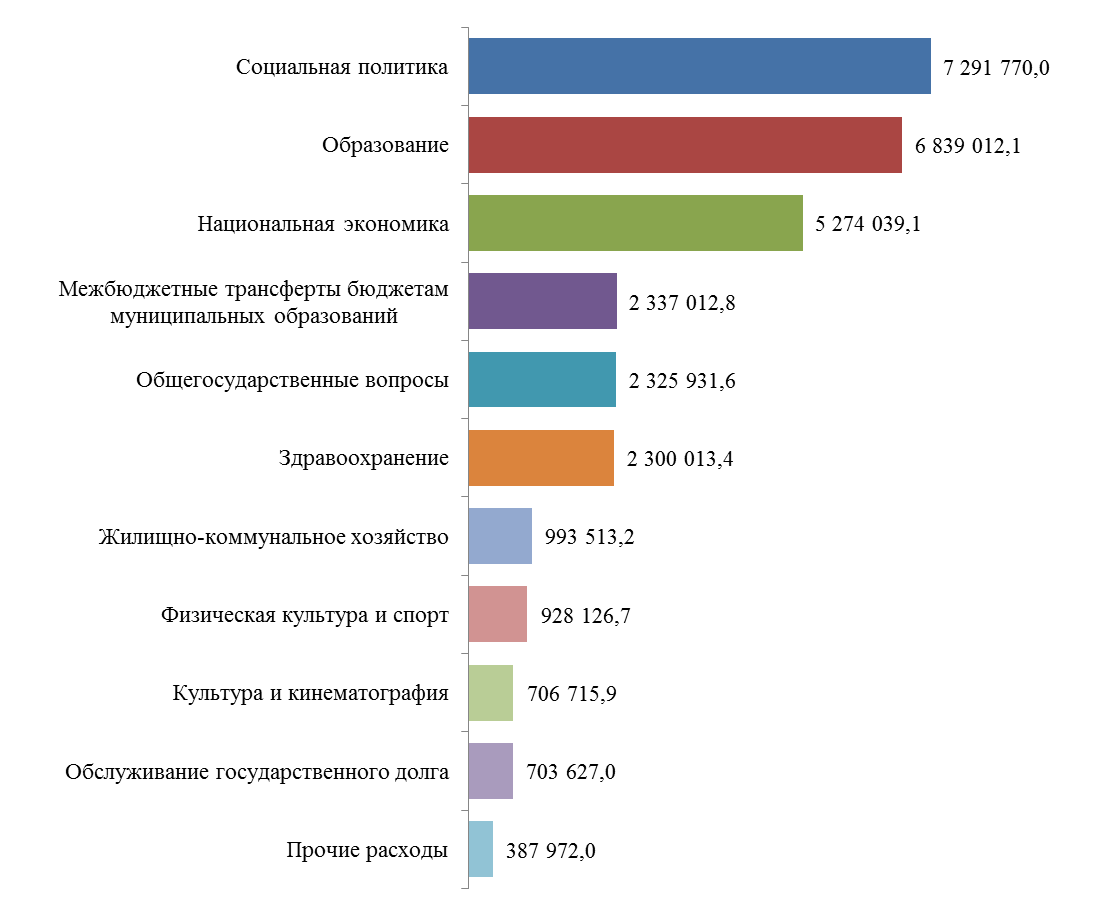 Социальная политика
7 291 770,0
Образование
6 839 012,1
Национальная экономика
5 274 039,1
Межбюджетные трансферты бюджетам
муниципальных образований
2 337 012,8
Общегосударственные вопросы
2 325 931,6
Здравоохранение
2 300 013,4
Жилищно-коммунальное хозяйство
993 513,2
Физическая культура и спорт
928 126,7
Культура и кинематография
706 715,9
Обслуживание государственного долга
703 627,0
Прочие расходы
387 972,0